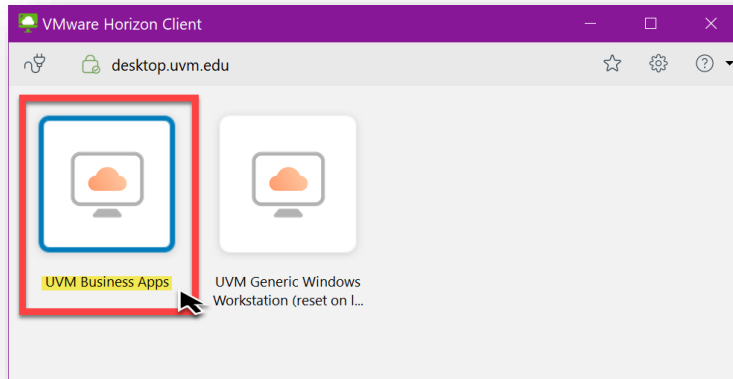 VMware Horizon Client
desktop.uvm.edu
?
UVM Business Apps
UVM Generic Windows
Workstation (reset on l...